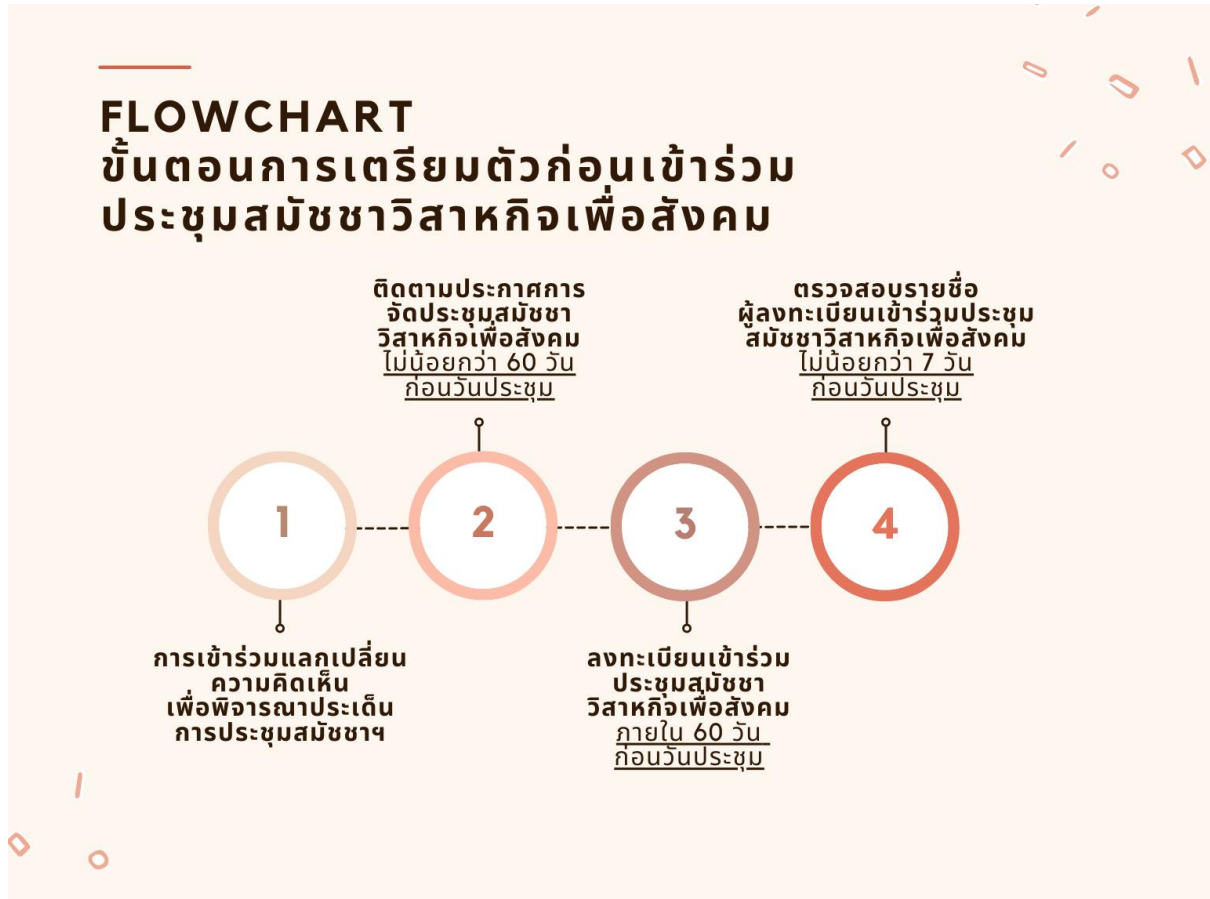 FLOWCHART
ขั้นตอนการเตรียมตัวก่อนเข้าร่วม
ประชุมสมัชชาวิสาหกิจเพื่อสังคม
ติดตามประกาศการ
จัดประชุมสมัชชา
วิสาหกิจเพื่อสังคม
ไม่น้อยกว่า 60 วัน
ก่อนวันประชุม
ตรวจสอบรายชื่อ
ผู้ลงทะเบียนเข้าร่วมประชุม
สมัชชาวิสาหกิจเพื่อสังคม
ไม่น้อยกว่า 7 วัน
ก่อนวันประชุม
1
2
3
4
การเข้าร่วมแลกเปลี่ยน
ความคิดเห็น
เพื่อพิจารณาประเด็น
การประชุมสมัชชาฯ
ลงทะเบียนเข้าร่วม
ประชุมสมัชชา
วิสาหกิจเพื่อสังคม
ภายใน 60 วัน
ก่อนวันประชุม